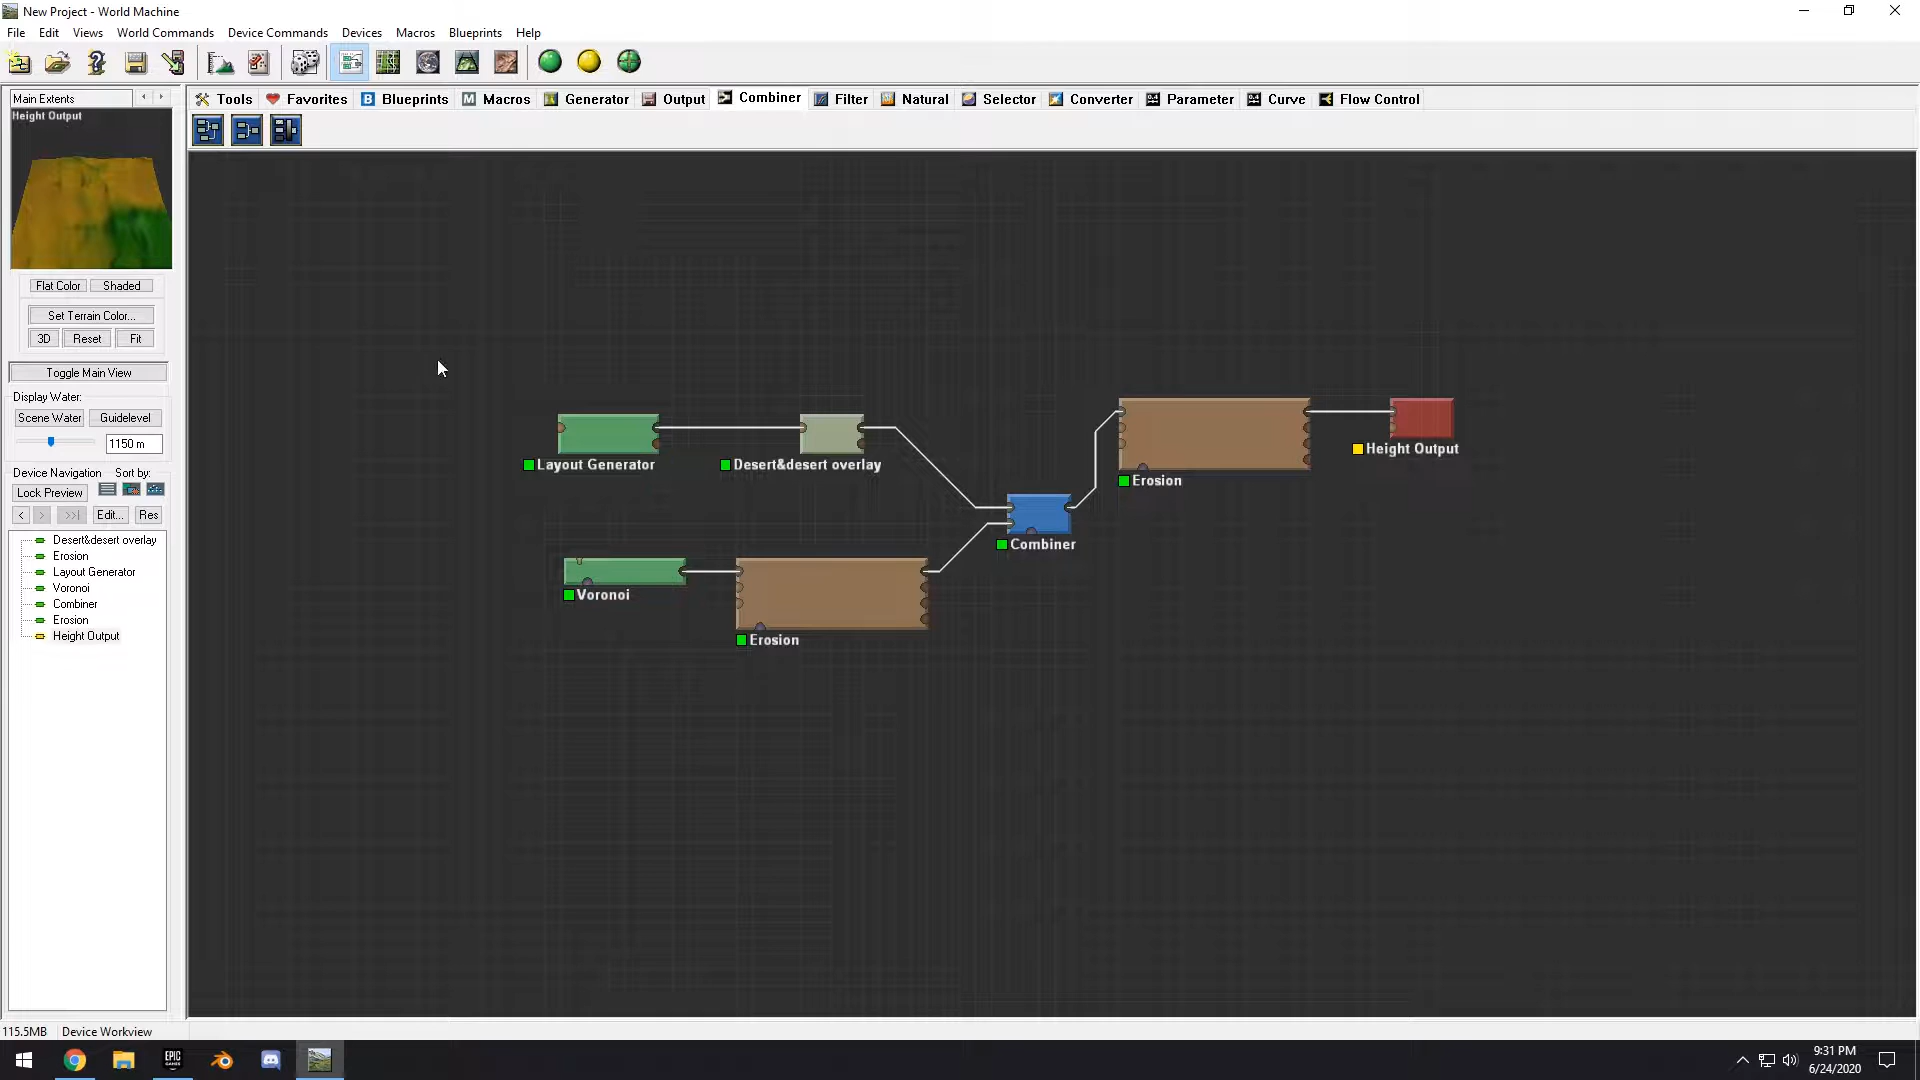 New Project - World Machine
File Edit Views World Commands Device Commands Devices Macros Blueprints Help
Main Extents
Tools Favorites B Blueprints M Macros Generator Output Combiner Filter Natural Selector Converter Parameter Curve Flow Control
Height Output
Flat Color Shaded
Set Terrain Color...
3D Reset Fit
Toggle Main View
Display Water:
Scene Water Guidelevel
1150 m
Device Navigation Sort by:
Lock Preview
< > >>| Edit... Res
Desert&desert overlay
Erosion
Layout Generator
Voronoi
Combiner
Erosion
Height Output
Layout Generator
Desert&desert overlay
Height Output
Erosion
Combiner
Voronoi
Erosion
115.5MB Device Workview
EPIC GAMES
9:31 PM
6/24/2020